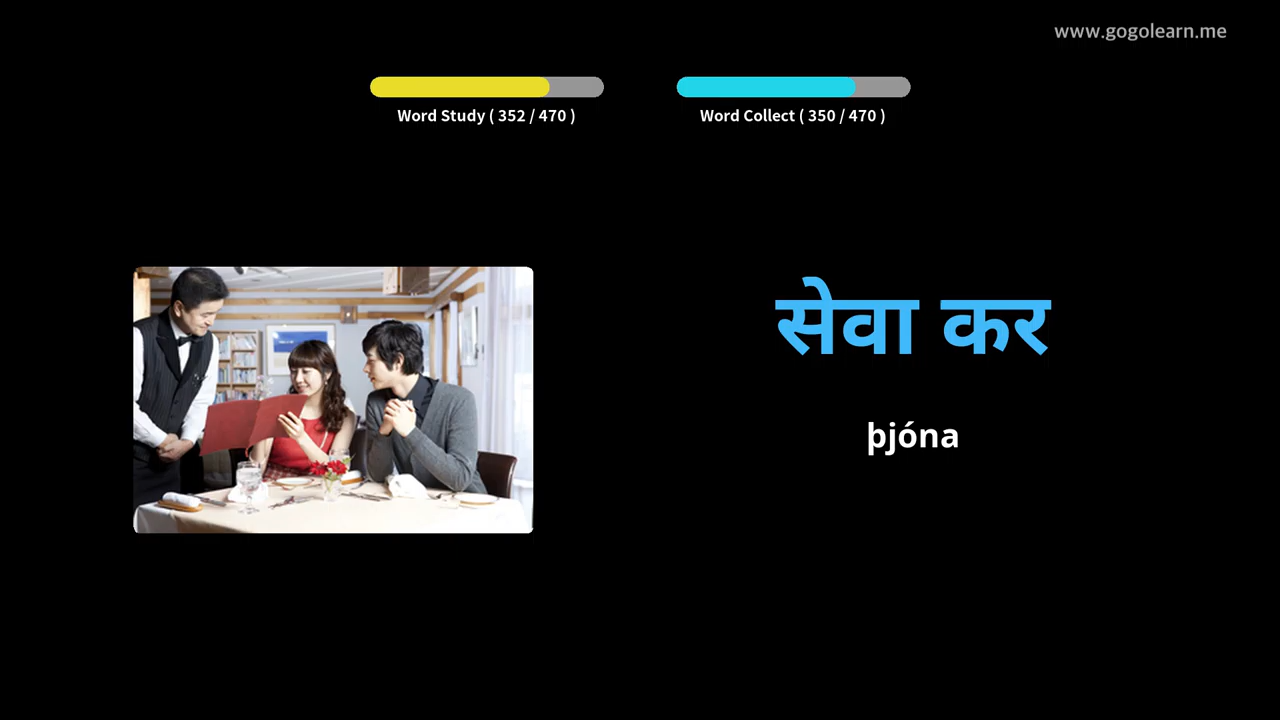 www.gogolearn.me
Word Study ( 352 / 470 )
Word Collect ( 350 / 470 )
सेवा कर
þjóna